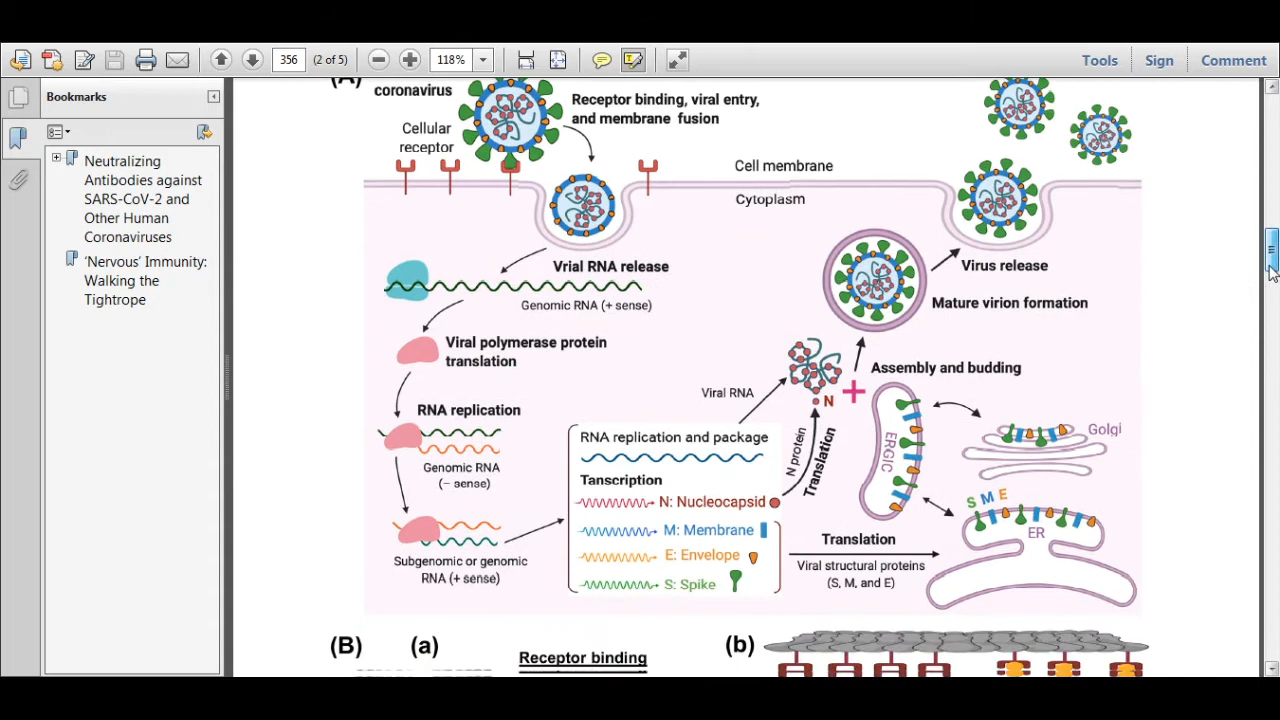 356
(2 of 5)
118%
Tools
Sign
Comment
Bookmarks
Neutralizing
Antibodies against
SARS-CoV-2 and
Other Human
Coronaviruses
‘Nervous’ Immunity:
Walking the
Tightrope
(A)
coronavirus
Receptor binding, viral entry,
and membrane fusion
Cellular
receptor
Cell membrane
Cytoplasm
Vrial RNA release
Genomic RNA (+ sense)
Virus release
Mature virion formation
Viral polymerase protein
translation
Assembly and budding
Viral RNA
N
RNA replication
Golgi
ERGIC
RNA replication and package
N protein
Translation
Genomic RNA
(− sense)
Tanscription
N: Nucleocapsid
S M E
M: Membrane
ER
Translation
E: Envelope
Viral structural proteins
(S, M, and E)
Subgenomic or genomic
RNA (+ sense)
S: Spike
(B)
(a)
Receptor binding
(b)